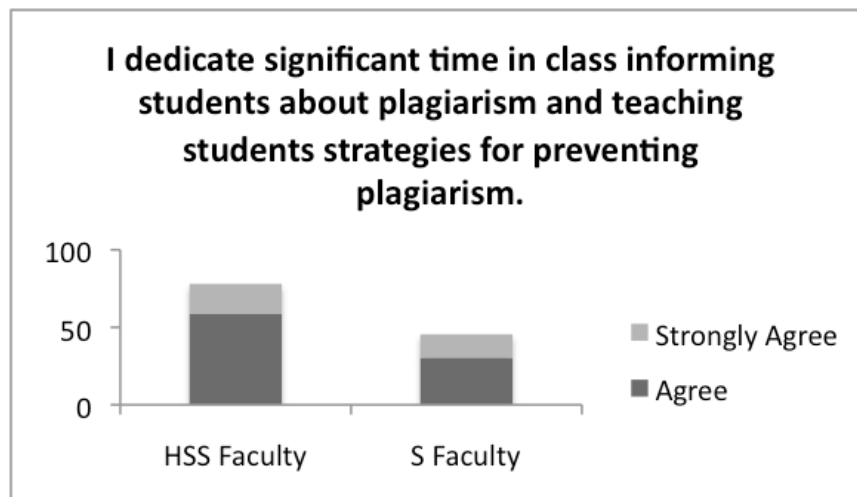 I dedicate significant time in class informing
students about plagiarism and teaching
students strategies for preventing
plagiarism.
100
50
0
Strongly Agree
Agree
HSS Faculty
S Faculty